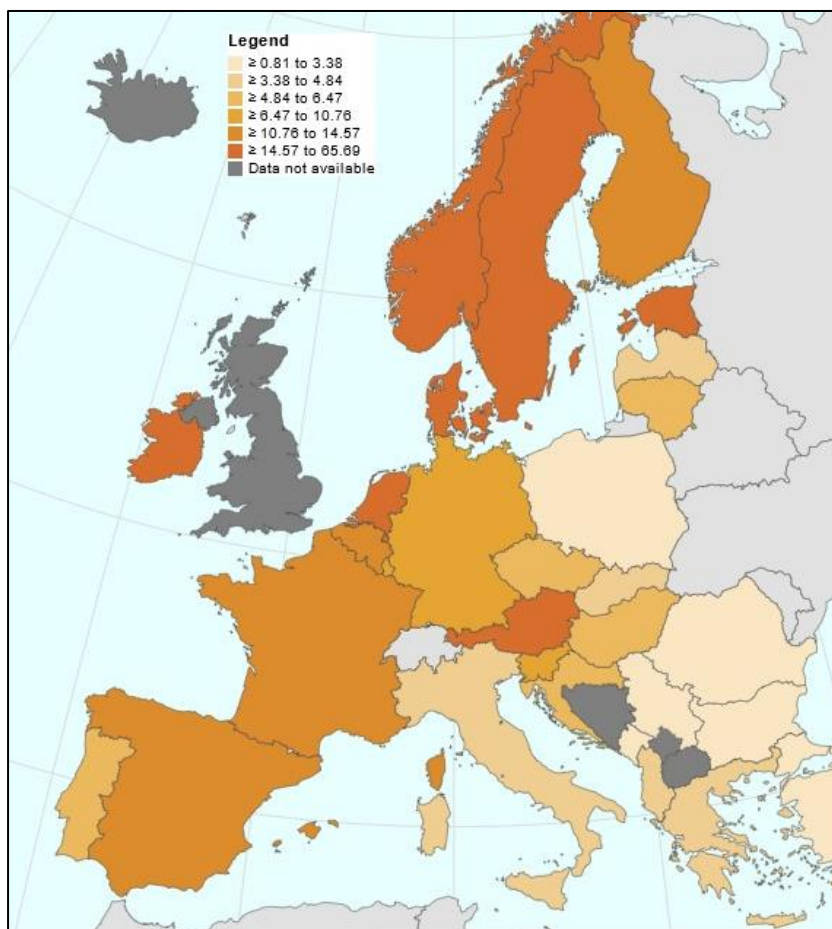 Legend
≥ 0.81 to 3.38
≥ 3.38 to 4.84
≥ 4.84 to 6.47
≥ 6.47 to 10.76
≥ 10.76 to 14.57
≥ 14.57 to 65.69
Data not available